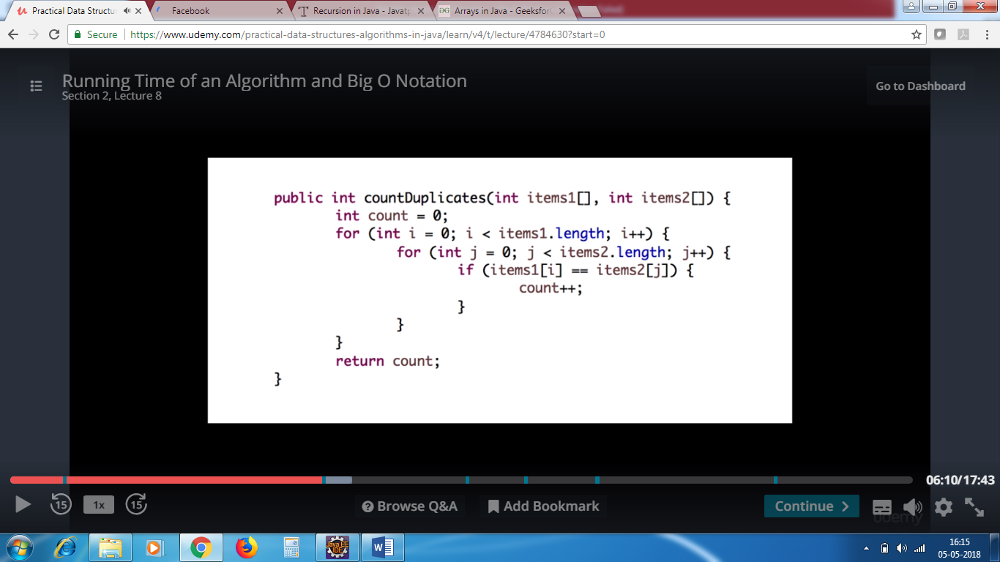 Practical Data Structu
Facebook
Recursion in Java - Javatp
Arrays in Java - Geeksfor
Secure
https://www.udemy.com/practical-data-structures-algorithms-in-java/learn/v4/t/lecture/4784630?start=0
Running Time of an Algorithm and Big O Notation
Section 2, Lecture 8
Go to Dashboard
public int countDuplicates(int items1[], int items2[]) {
int count = 0;
for (int i = 0; i < items1.length; i++) {
for (int j = 0; j < items2.length; j++) {
if (items1[i] == items2[j]) {
count++;
}
}
}
return count;
}
06:10/17:43
15
1x
15
Browse Q&A
Add Bookmark
Continue
udemy
Java EE
IDE
W
16:15
05-05-2018